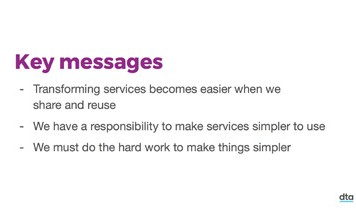 Key messages
- Transforming services becomes easier when we
share and reuse
- We have a responsibility to make services simpler to use
- We must do the hard work to make things simpler
dta